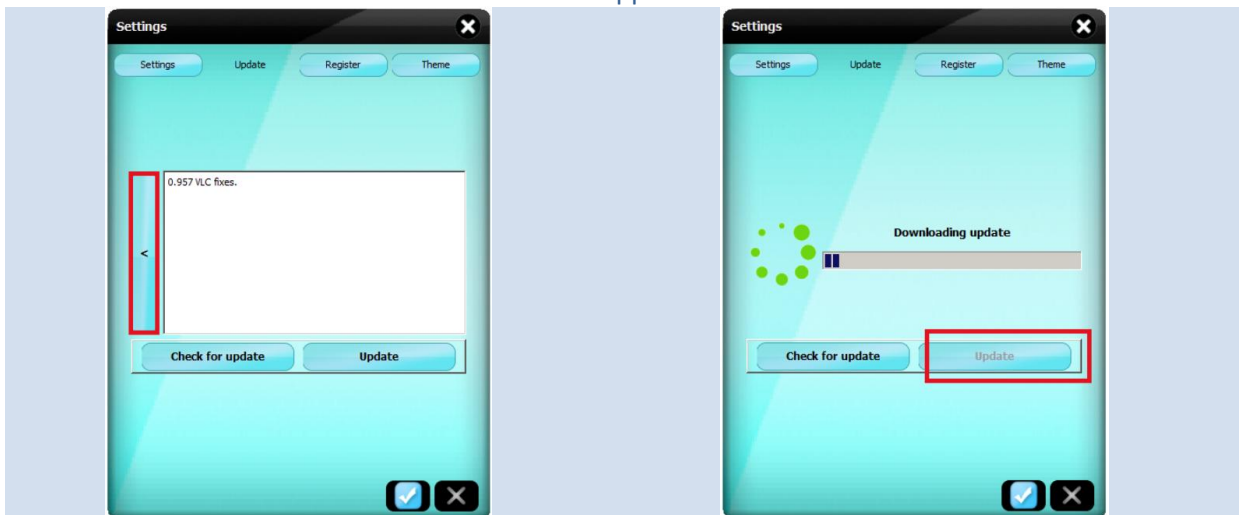 Settings
Settings Update Register Theme
0.957 VLC fixes.
<
Check for update Update
Settings
Settings Update Register Theme
Downloading update
Check for update Update